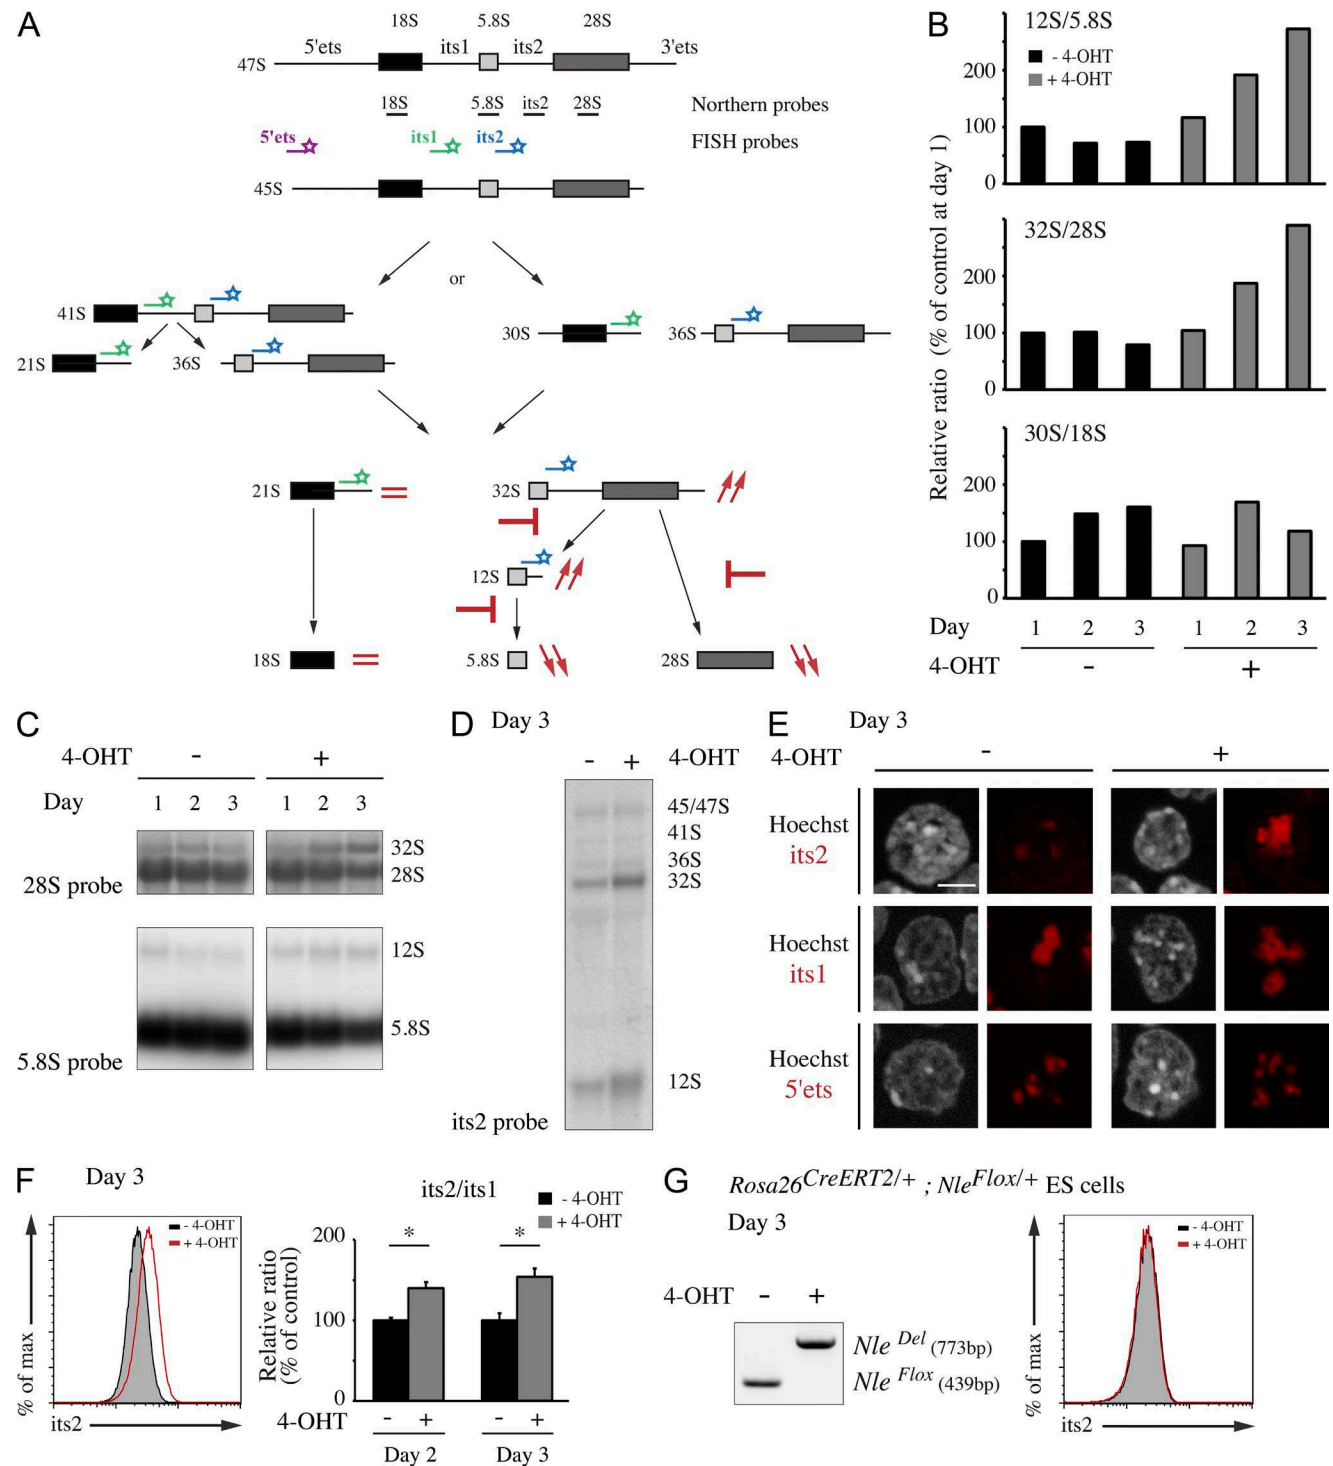 A
18S 5.8S 28S
5'ets its1 its2 3'ets
47S
18S 5.8S its2 28S Northern probes
5'ets its1 its2 FISH probes
45S
or
41S
30S 36S
21S 36S
21S 32S
12S
18S 5.8S 28S
B
Relative ratio (% of control at day 1)
12S/5.8S
- 4-OHT
+ 4-OHT
200
100
0
32S/28S
200
100
0
30S/18S
200
100
0
Day 1 2 3 1 2 3
4-OHT - +
C
4-OHT - +
Day 1 2 3 1 2 3
32S
28S
28S probe
12S
5.8S
5.8S probe
D Day 3
- + 4-OHT
45/47S
41S
36S
32S
12S
its2 probe
E Day 3
4-OHT - +
Hoechst
its2
Hoechst
its1
Hoechst
5'ets
F Day 3
% of max
- 4-OHT
+ 4-OHT
its2
its2/its1
- 4-OHT
+ 4-OHT
Relative ratio
(% of control)
200
100
0
* *
4-OHT - + - +
Day 2 Day 3
G Rosa26CreERT2/+ ; NleFlox/+ ES cells
Day 3
4-OHT - +
Nle Del (773bp)
Nle Flox (439bp)
% of max
- 4-OHT
+ 4-OHT
its2